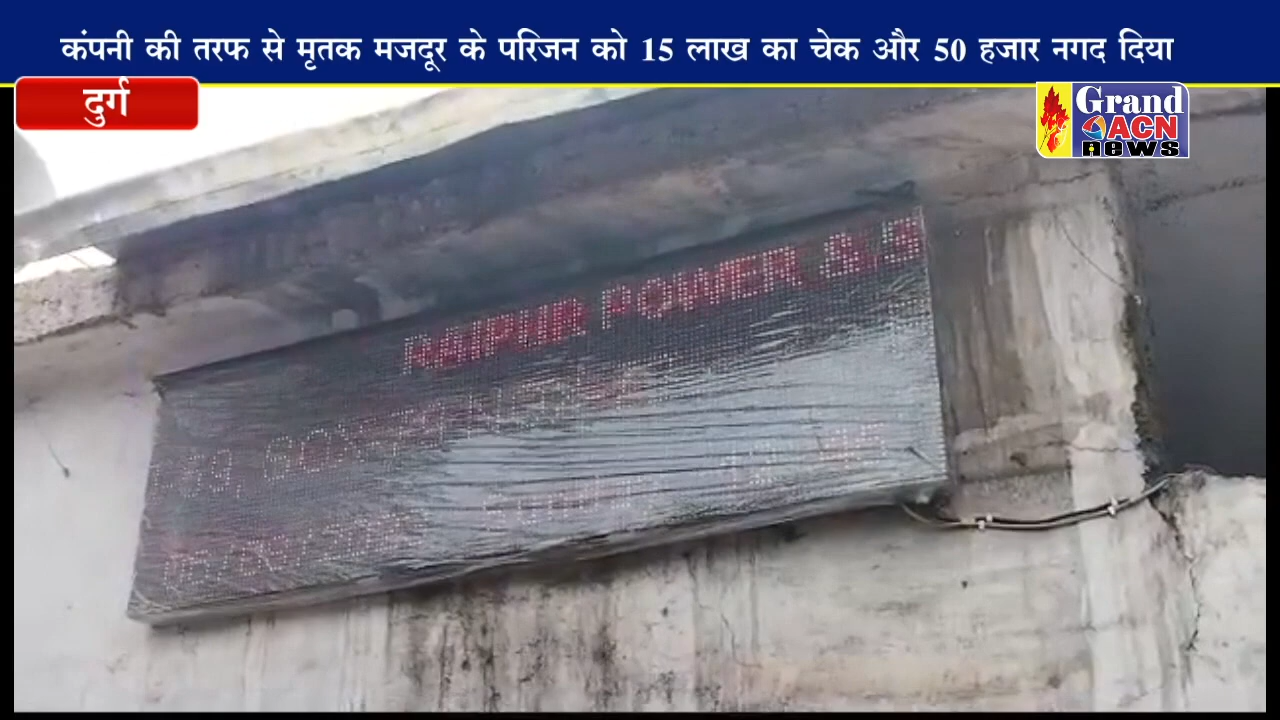 कंपनी की तरफ से मृतक मजदूर के परिजन को 15 लाख का चेक और 50 हजार नगद दिया
दुर्ग
Grand
ACN
news
RAIPUR POWER & S